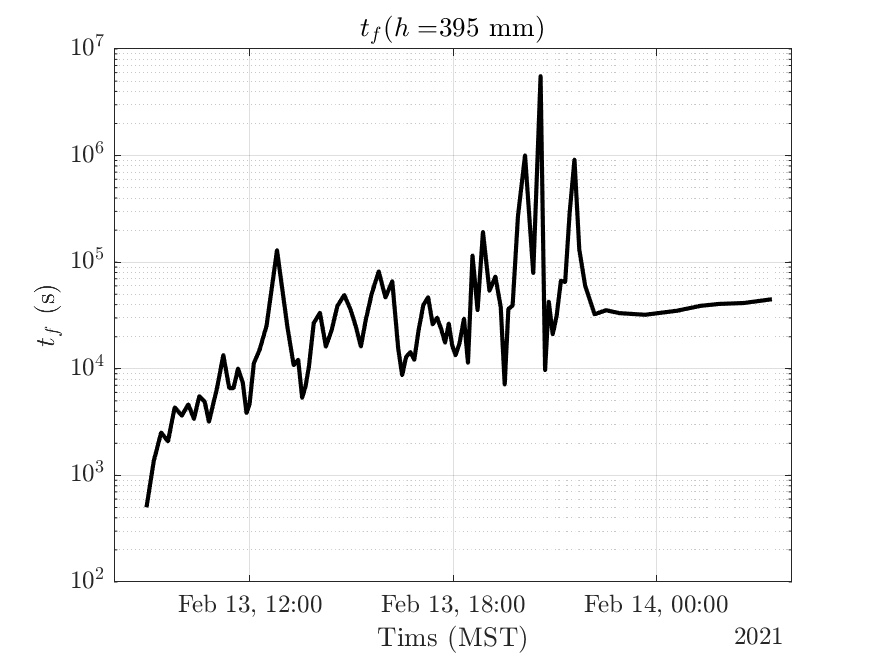 t_f(h =395 mm)
10^7
10^6
10^5
10^4
10^3
10^2
t_f (s)
Feb 13, 12:00 Feb 13, 18:00 Feb 14, 00:00
Tims (MST)
2021